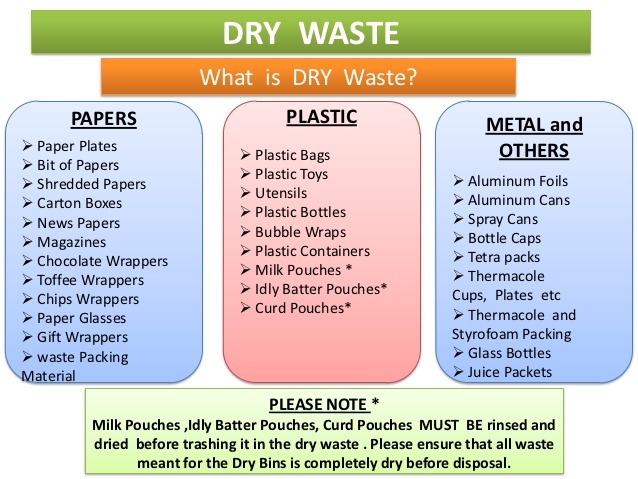 DRY WASTE
What is DRY Waste?
PAPERS
➢ Paper Plates
➢ Bit of Papers
➢ Shredded Papers
➢ Carton Boxes
➢ News Papers
➢ Magazines
➢ Chocolate Wrappers
➢ Toffee Wrappers
➢ Chips Wrappers
➢ Paper Glasses
➢ Gift Wrappers
➢ waste Packing
Material
PLASTIC
➢ Plastic Bags
➢ Plastic Toys
➢ Utensils
➢ Plastic Bottles
➢ Bubble Wraps
➢ Plastic Containers
➢ Milk Pouches *
➢ Idly Batter Pouches*
➢ Curd Pouches*
METAL and
OTHERS
➢ Aluminum Foils
➢ Aluminum Cans
➢ Spray Cans
➢ Bottle Caps
➢ Tetra packs
➢ Thermacole
Cups, Plates etc
➢ Thermacole and
Styrofoam Packing
➢ Glass Bottles
➢ Juice Packets
PLEASE NOTE *
Milk Pouches ,Idly Batter Pouches, Curd Pouches MUST BE rinsed and
dried before trashing it in the dry waste . Please ensure that all waste
meant for the Dry Bins is completely dry before disposal.